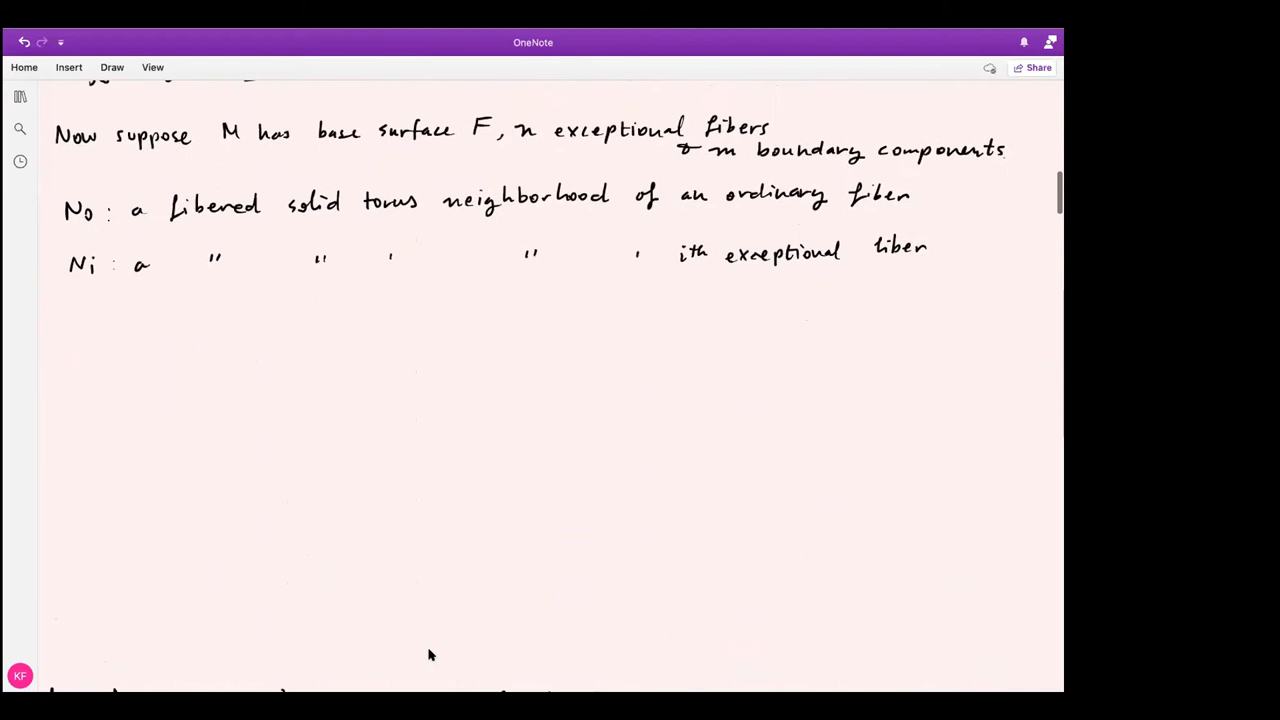 OneNote
Home Insert Draw View Share
Now suppose M has base surface F, n exceptional fibers
& m boundary components.
No : a fibered solid torus neighborhood of an ordinary fiber
Ni : a " " ' " ' ith exceptional fiber
KF